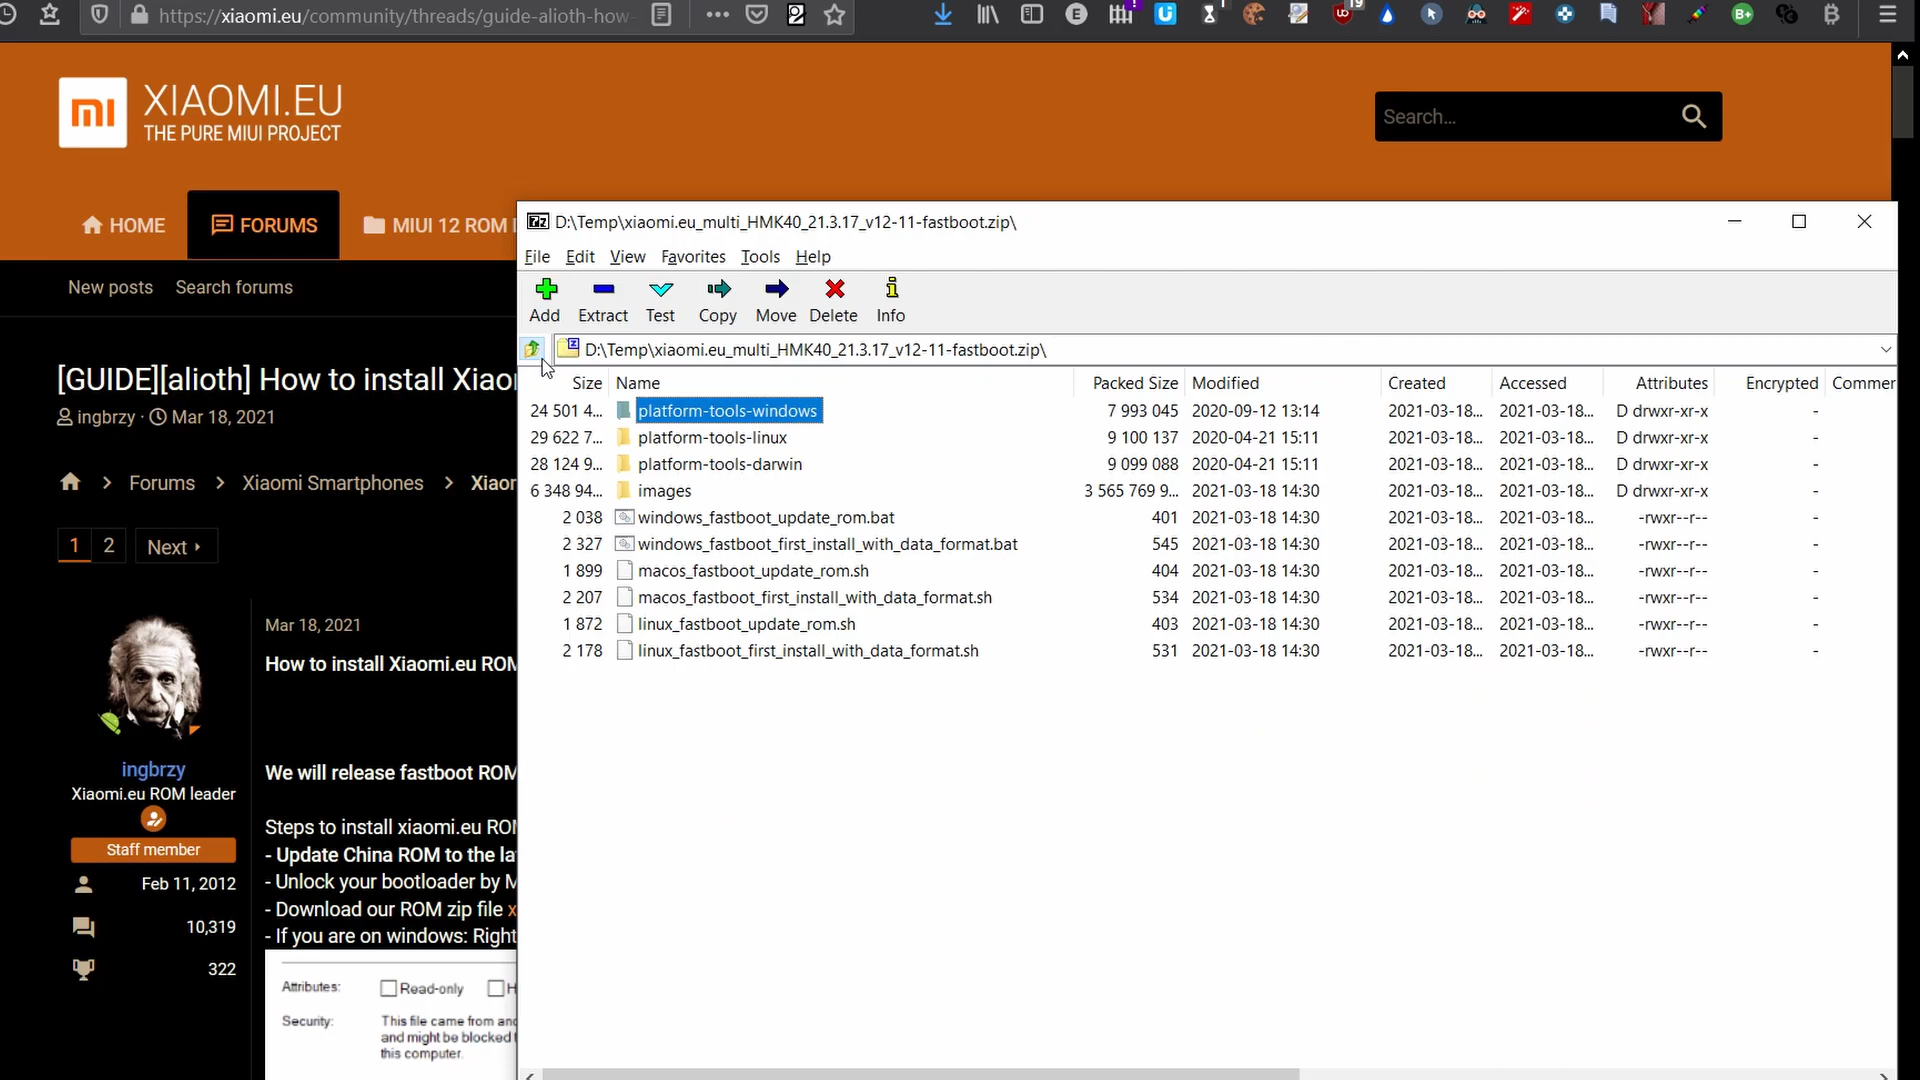 https://xiaomi.eu/community/threads/guide-alioth-how-
XIAOMI.EU
THE PURE MIUI PROJECT
Search...
HOME
FORUMS
MIUI 12 ROM
New posts
Search forums
[GUIDE][alioth] How to install Xiaom
ingbrzy · Mar 18, 2021
Forums
Xiaomi Smartphones
Xiaon
1
2
Next
ingbrzy
Xiaomi.eu ROM leader
Staff member
Feb 11, 2012
10,319
322
Mar 18, 2021
How to install Xiaomi.eu ROM
We will release fastboot ROM
Steps to install xiaomi.eu ROM
- Update China ROM to the la
- Unlock your bootloader by M
- Download our ROM zip file x
- If you are on windows: Right
Attributes:
Read-only
H
Security:
This file came from ano
and might be blocked t
this computer.
D:\Temp\xiaomi.eu_multi_HMK40_21.3.17_v12-11-fastboot.zip\
File Edit View Favorites Tools Help
Add Extract Test Copy Move Delete Info
D:\Temp\xiaomi.eu_multi_HMK40_21.3.17_v12-11-fastboot.zip\
Size Name Packed Size Modified Created Accessed Attributes Encrypted Commer
24 501 4... platform-tools-windows 7 993 045 2020-09-12 13:14 2021-03-18... 2021-03-18... D drwxr-xr-x -
29 622 7... platform-tools-linux 9 100 137 2020-04-21 15:11 2021-03-18... 2021-03-18... D drwxr-xr-x -
28 124 9... platform-tools-darwin 9 099 088 2020-04-21 15:11 2021-03-18... 2021-03-18... D drwxr-xr-x -
6 348 94... images 3 565 769 9... 2021-03-18 14:30 2021-03-18... 2021-03-18... D drwxr-xr-x -
2 038 windows_fastboot_update_rom.bat 401 2021-03-18 14:30 2021-03-18... 2021-03-18... -rwxr--r-- -
2 327 windows_fastboot_first_install_with_data_format.bat 545 2021-03-18 14:30 2021-03-18... 2021-03-18... -rwxr--r-- -
1 899 macos_fastboot_update_rom.sh 404 2021-03-18 14:30 2021-03-18... 2021-03-18... -rwxr--r-- -
2 207 macos_fastboot_first_install_with_data_format.sh 534 2021-03-18 14:30 2021-03-18... 2021-03-18... -rwxr--r-- -
1 872 linux_fastboot_update_rom.sh 403 2021-03-18 14:30 2021-03-18... 2021-03-18... -rwxr--r-- -
2 178 linux_fastboot_first_install_with_data_format.sh 531 2021-03-18 14:30 2021-03-18... 2021-03-18... -rwxr--r-- -